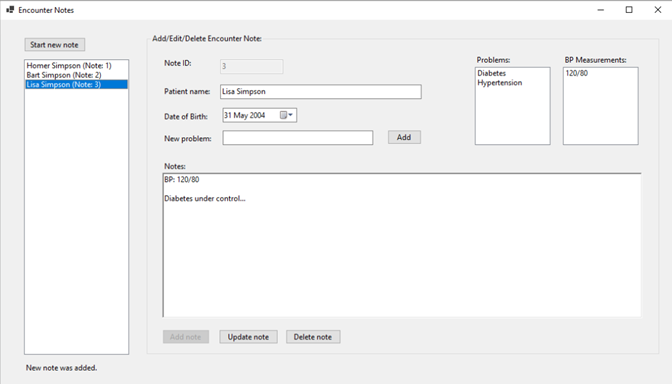 Encounter Notes
Start new note
Homer Simpson (Note: 1)
Bart Simpson (Note: 2)
Lisa Simpson (Note: 3)
Add/Edit/Delete Encounter Note:
Note ID:
3
Patient name:
Lisa Simpson
Date of Birth:
31 May 2004
New problem:
Add
Problems:
Diabetes
Hypertension
BP Measurements:
120/80
Notes:
BP: 120/80
Diabetes under control...
Add note
Update note
Delete note
New note was added.